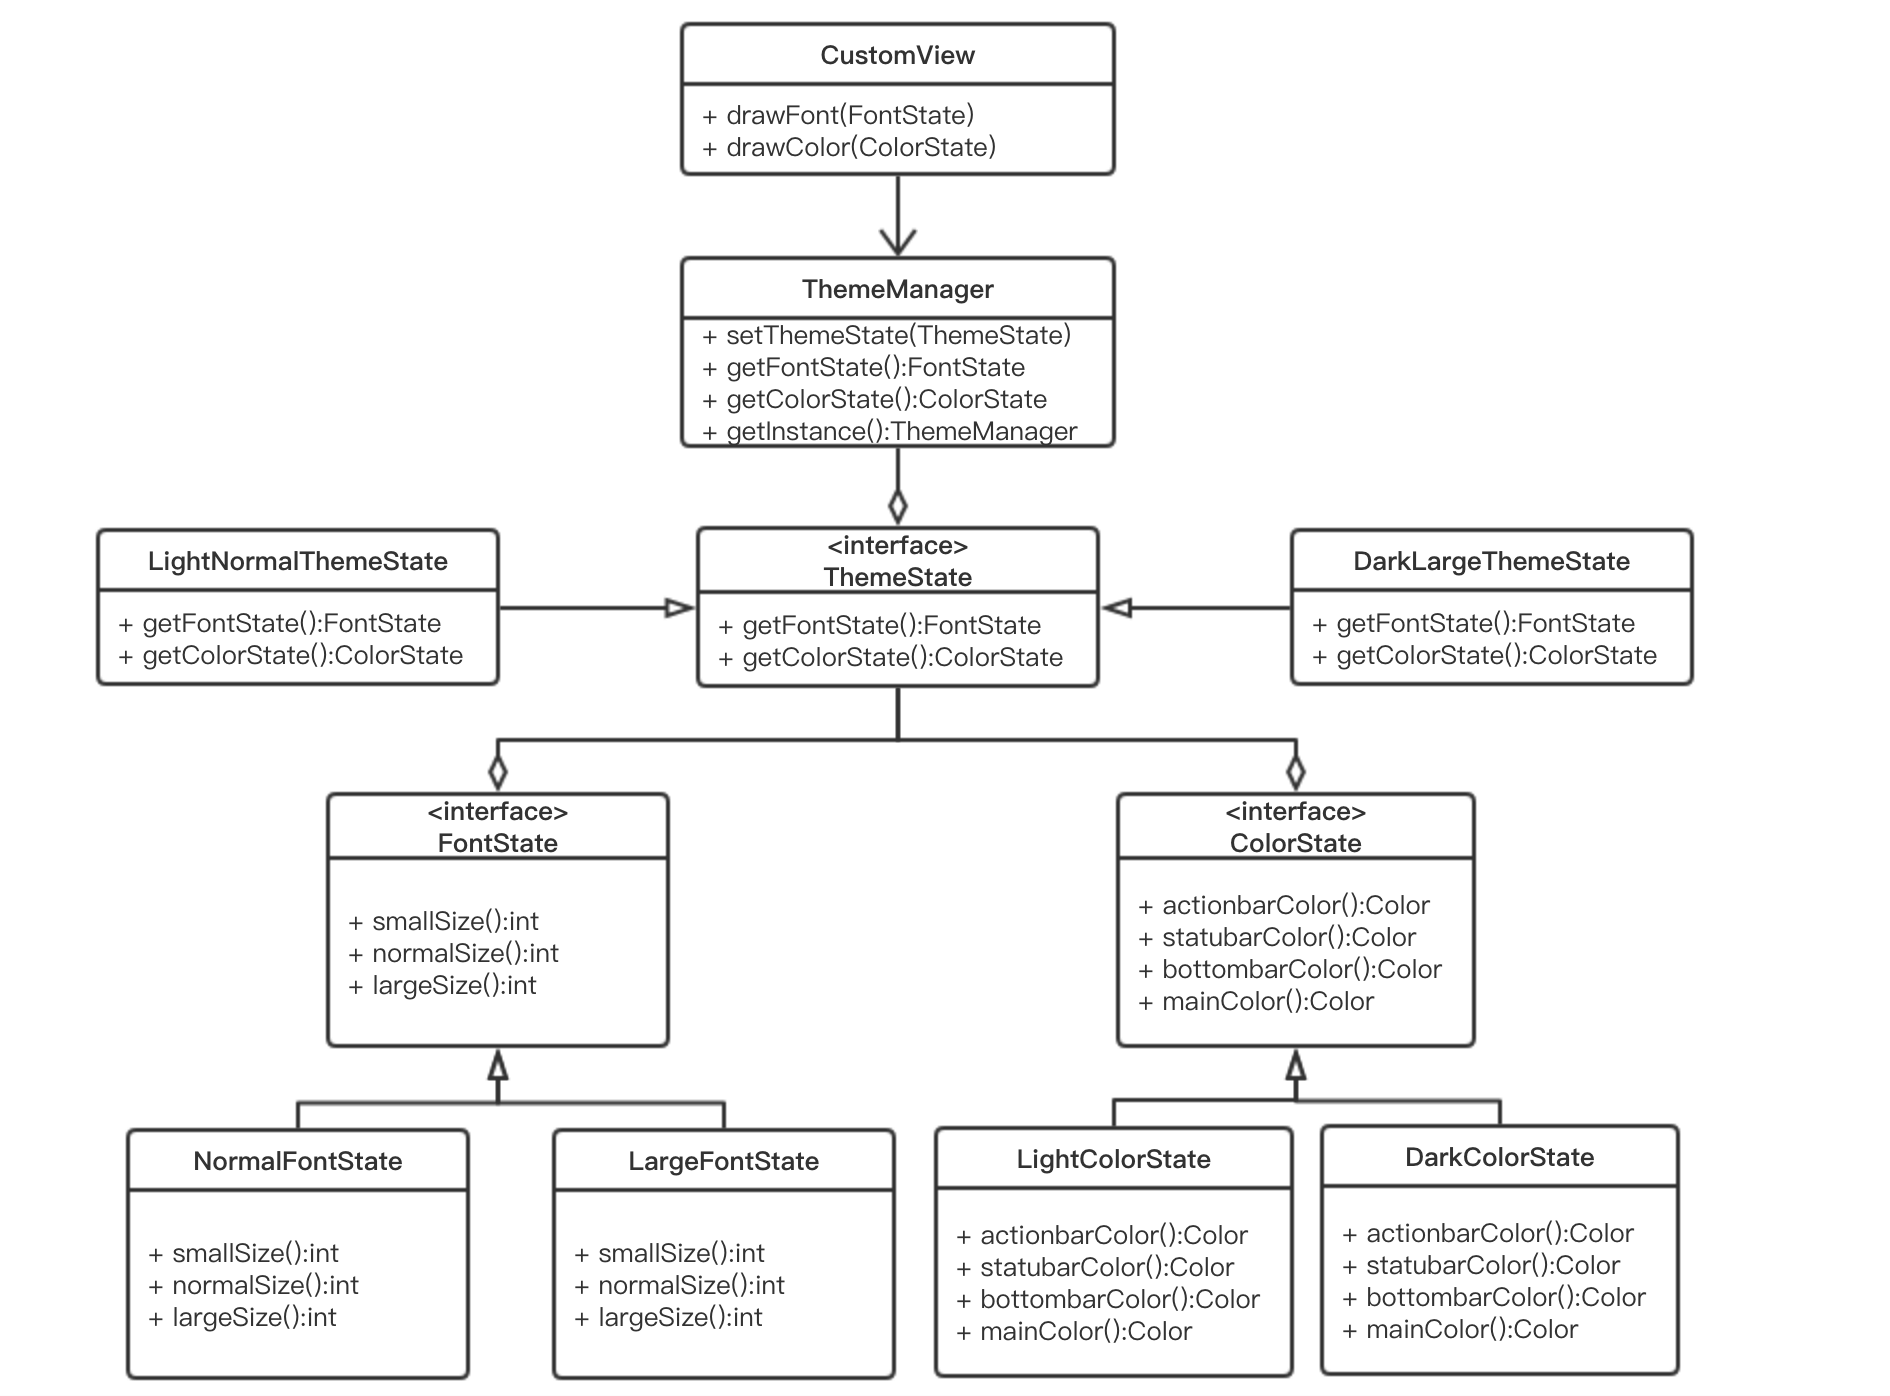 CustomView
+ drawFont(FontState)
+ drawColor(ColorState)
ThemeManager
+ setThemeState(ThemeState)
+ getFontState():FontState
+ getColorState():ColorState
+ getInstance():ThemeManager
LightNormalThemeState
+ getFontState():FontState
+ getColorState():ColorState
<interface>
ThemeState
+ getFontState():FontState
+ getColorState():ColorState
DarkLargeThemeState
+ getFontState():FontState
+ getColorState():ColorState
<interface>
FontState
+ smallSize():int
+ normalSize():int
+ largeSize():int
<interface>
ColorState
+ actionbarColor():Color
+ statubarColor():Color
+ bottombarColor():Color
+ mainColor():Color
NormalFontState
+ smallSize():int
+ normalSize():int
+ largeSize():int
LargeFontState
+ smallSize():int
+ normalSize():int
+ largeSize():int
LightColorState
+ actionbarColor():Color
+ statubarColor():Color
+ bottombarColor():Color
+ mainColor():Color
DarkColorState
+ actionbarColor():Color
+ statubarColor():Color
+ bottombarColor():Color
+ mainColor():Color